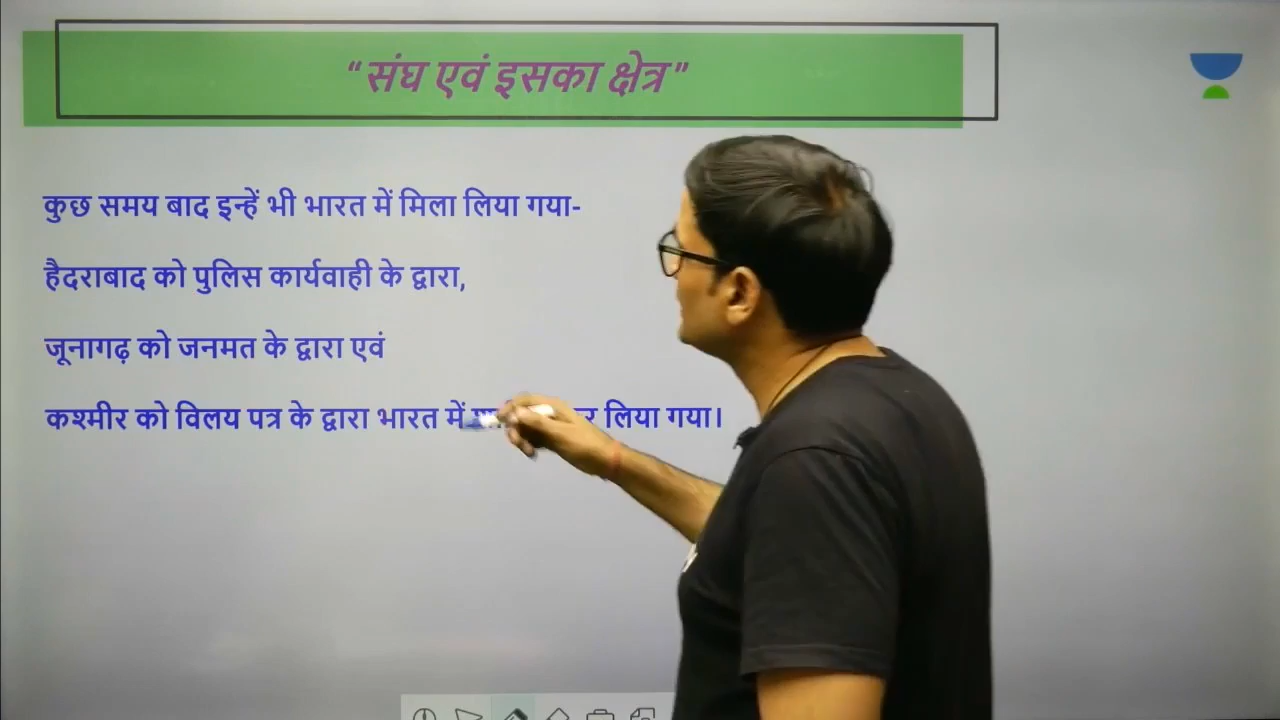 “संघ एवं इसका क्षेत्र”
कुछ समय बाद इन्हें भी भारत में मिला लिया गया-
हैदराबाद को पुलिस कार्यवाही के द्वारा,
जूनागढ़ को जनमत के द्वारा एवं
कश्मीर को विलय पत्र के द्वारा भारत में लिया गया।